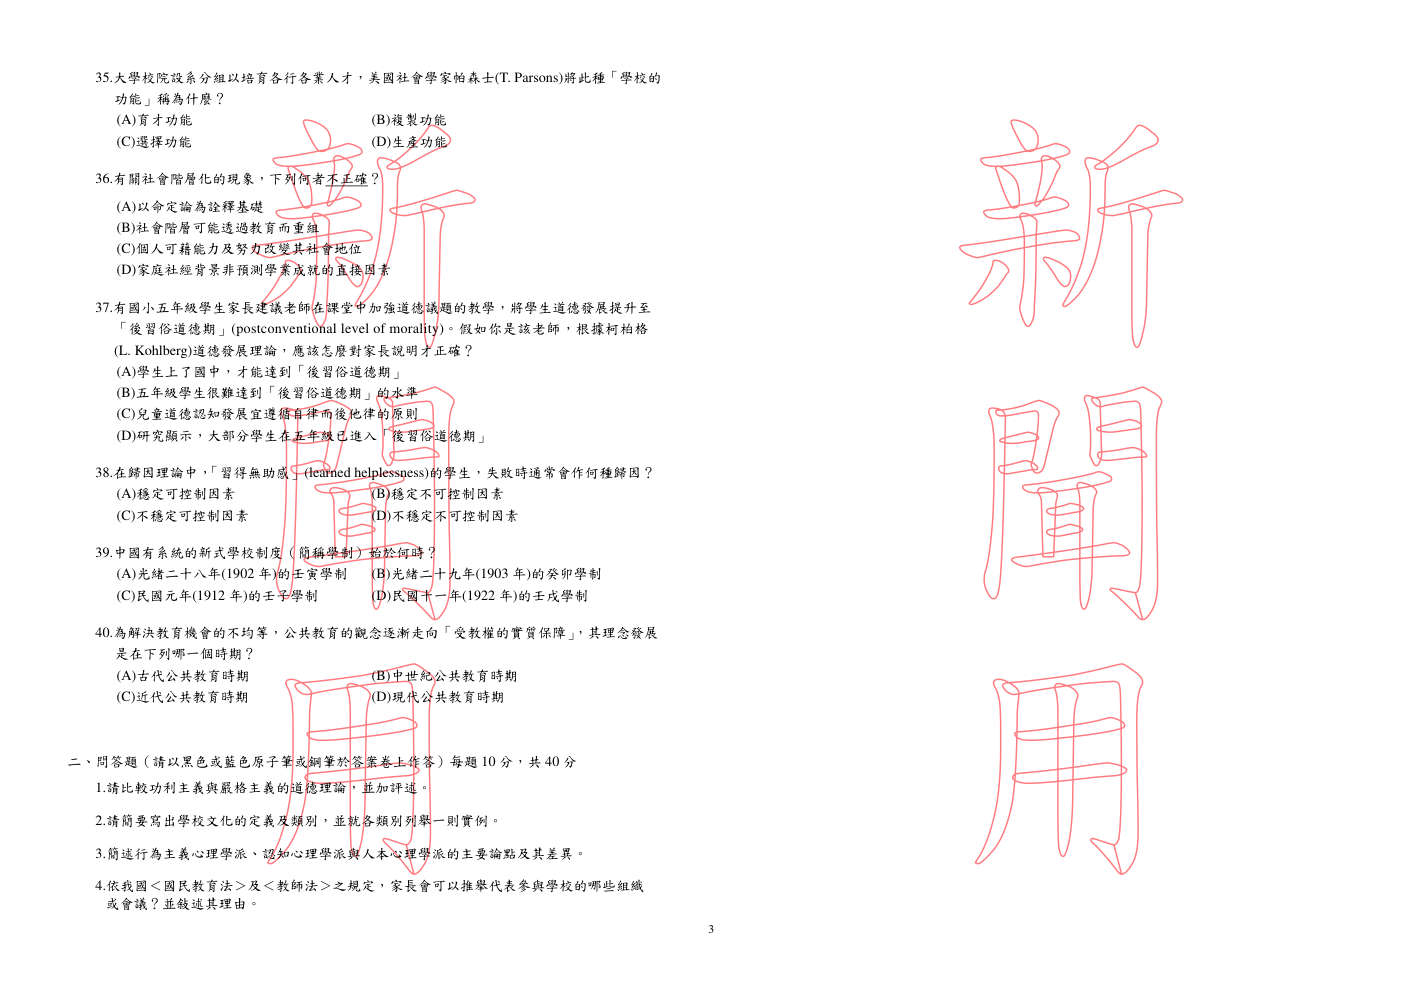 35.大學校院設系分組以培育各行各業人才，美國社會學家帕森士(T. Parsons)將此種「學校的
功能」稱為什麼？
(A)育才功能 (B)複製功能
(C)選擇功能 (D)生產功能
36.有關社會階層化的現象，下列何者不正確？
(A)以命定論為詮釋基礎
(B)社會階層可能透過教育而重組
(C)個人可藉能力及努力改變其社會地位
(D)家庭社經背景非預測學業成就的直接因素
37.有國小五年級學生家長建議老師在課堂中加強道德議題的教學，將學生道德發展提升至
「後習俗道德期」(postconventional level of morality)。假如你是該老師，根據柯柏格
(L. Kohlberg)道德發展理論，應該怎麼對家長說明才正確？
(A)學生上了國中，才能達到「後習俗道德期」
(B)五年級學生很難達到「後習俗道德期」的水準
(C)兒童道德認知發展宜遵循自律而後他律的原則
(D)研究顯示，大部分學生在五年級已進入「後習俗道德期」
38.在歸因理論中，「習得無助感」(learned helplessness)的學生，失敗時通常會作何種歸因？
(A)穩定可控制因素 (B)穩定不可控制因素
(C)不穩定可控制因素 (D)不穩定不可控制因素
39.中國有系統的新式學校制度（簡稱學制）始於何時？
(A)光緒二十八年(1902 年)的壬寅學制 (B)光緒二十九年(1903 年)的癸卯學制
(C)民國元年(1912 年)的壬子學制 (D)民國十一年(1922 年)的壬戌學制
40.為解決教育機會的不均等，公共教育的觀念逐漸走向「受教權的實質保障」，其理念發展
是在下列哪一個時期？
(A)古代公共教育時期 (B)中世紀公共教育時期
(C)近代公共教育時期 (D)現代公共教育時期
二、問答題（請以黑色或藍色原子筆或鋼筆於答案卷上作答）每題 10 分，共 40 分
1.請比較功利主義與嚴格主義的道德理論，並加評述。
2.請簡要寫出學校文化的定義及類別，並就各類別列舉一則實例。
3.簡述行為主義心理學派、認知心理學派與人本心理學派的主要論點及其差異。
4.依我國＜國民教育法＞及＜教師法＞之規定，家長會可以推舉代表參與學校的哪些組織
或會議？並敍述其理由。
3
新聞用
新聞用